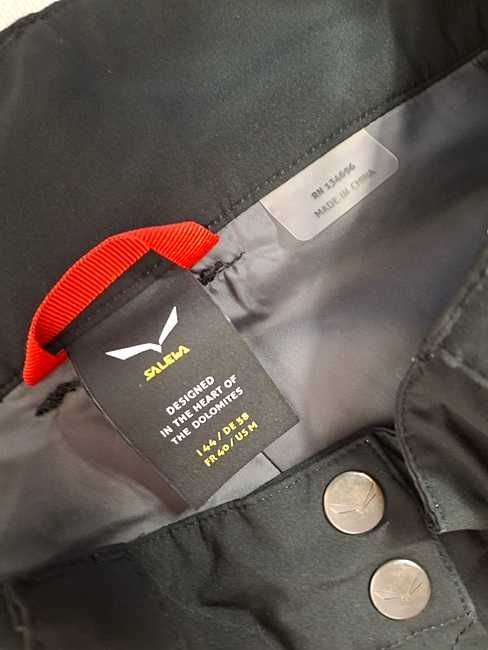 RN 134696
MADE IN CHINA
SALEWA
DESIGNED
IN THE HEART OF
THE DOLOMITES
I 44 / DE 38
FR 40 / US M